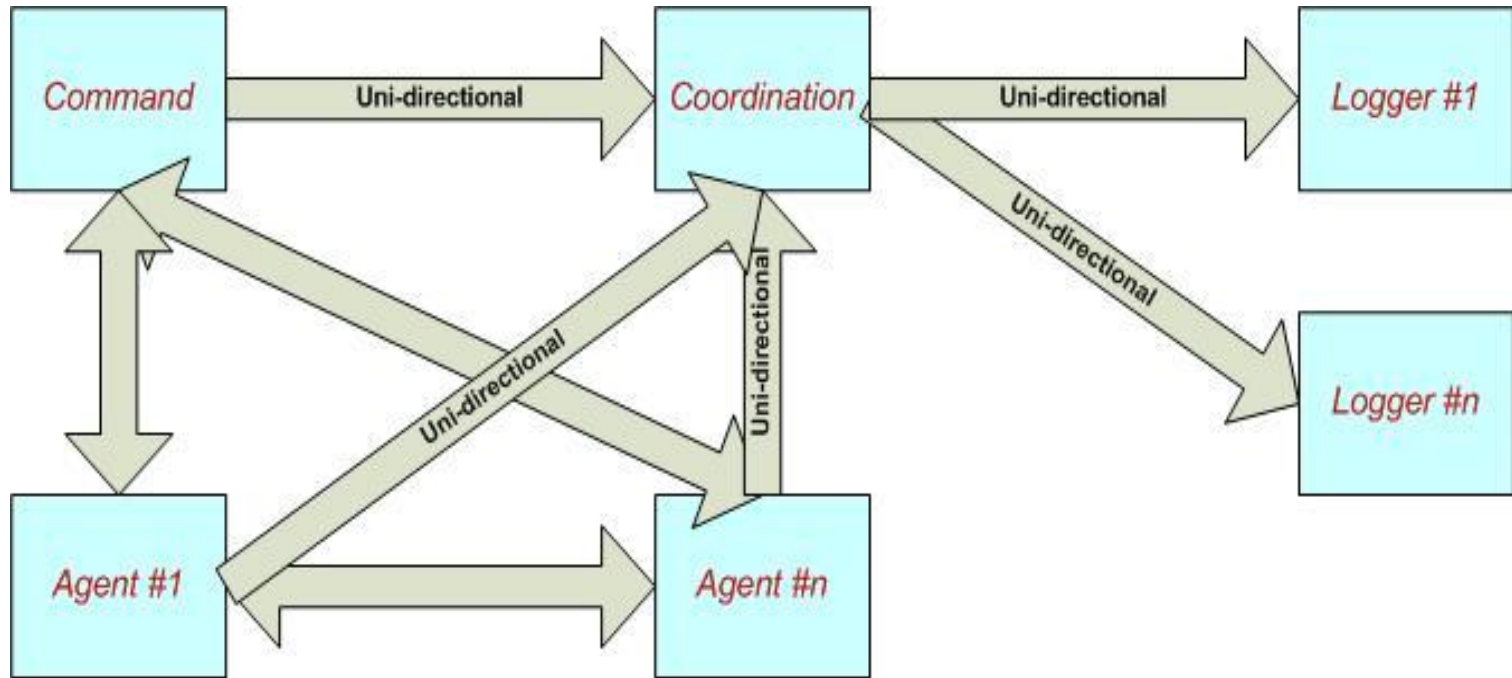 Command
Uni-directional
Coordination
Uni-directional
Logger #1
Uni-directional
Uni-directional
Uni-directional
Logger #n
Agent #1
Agent #n